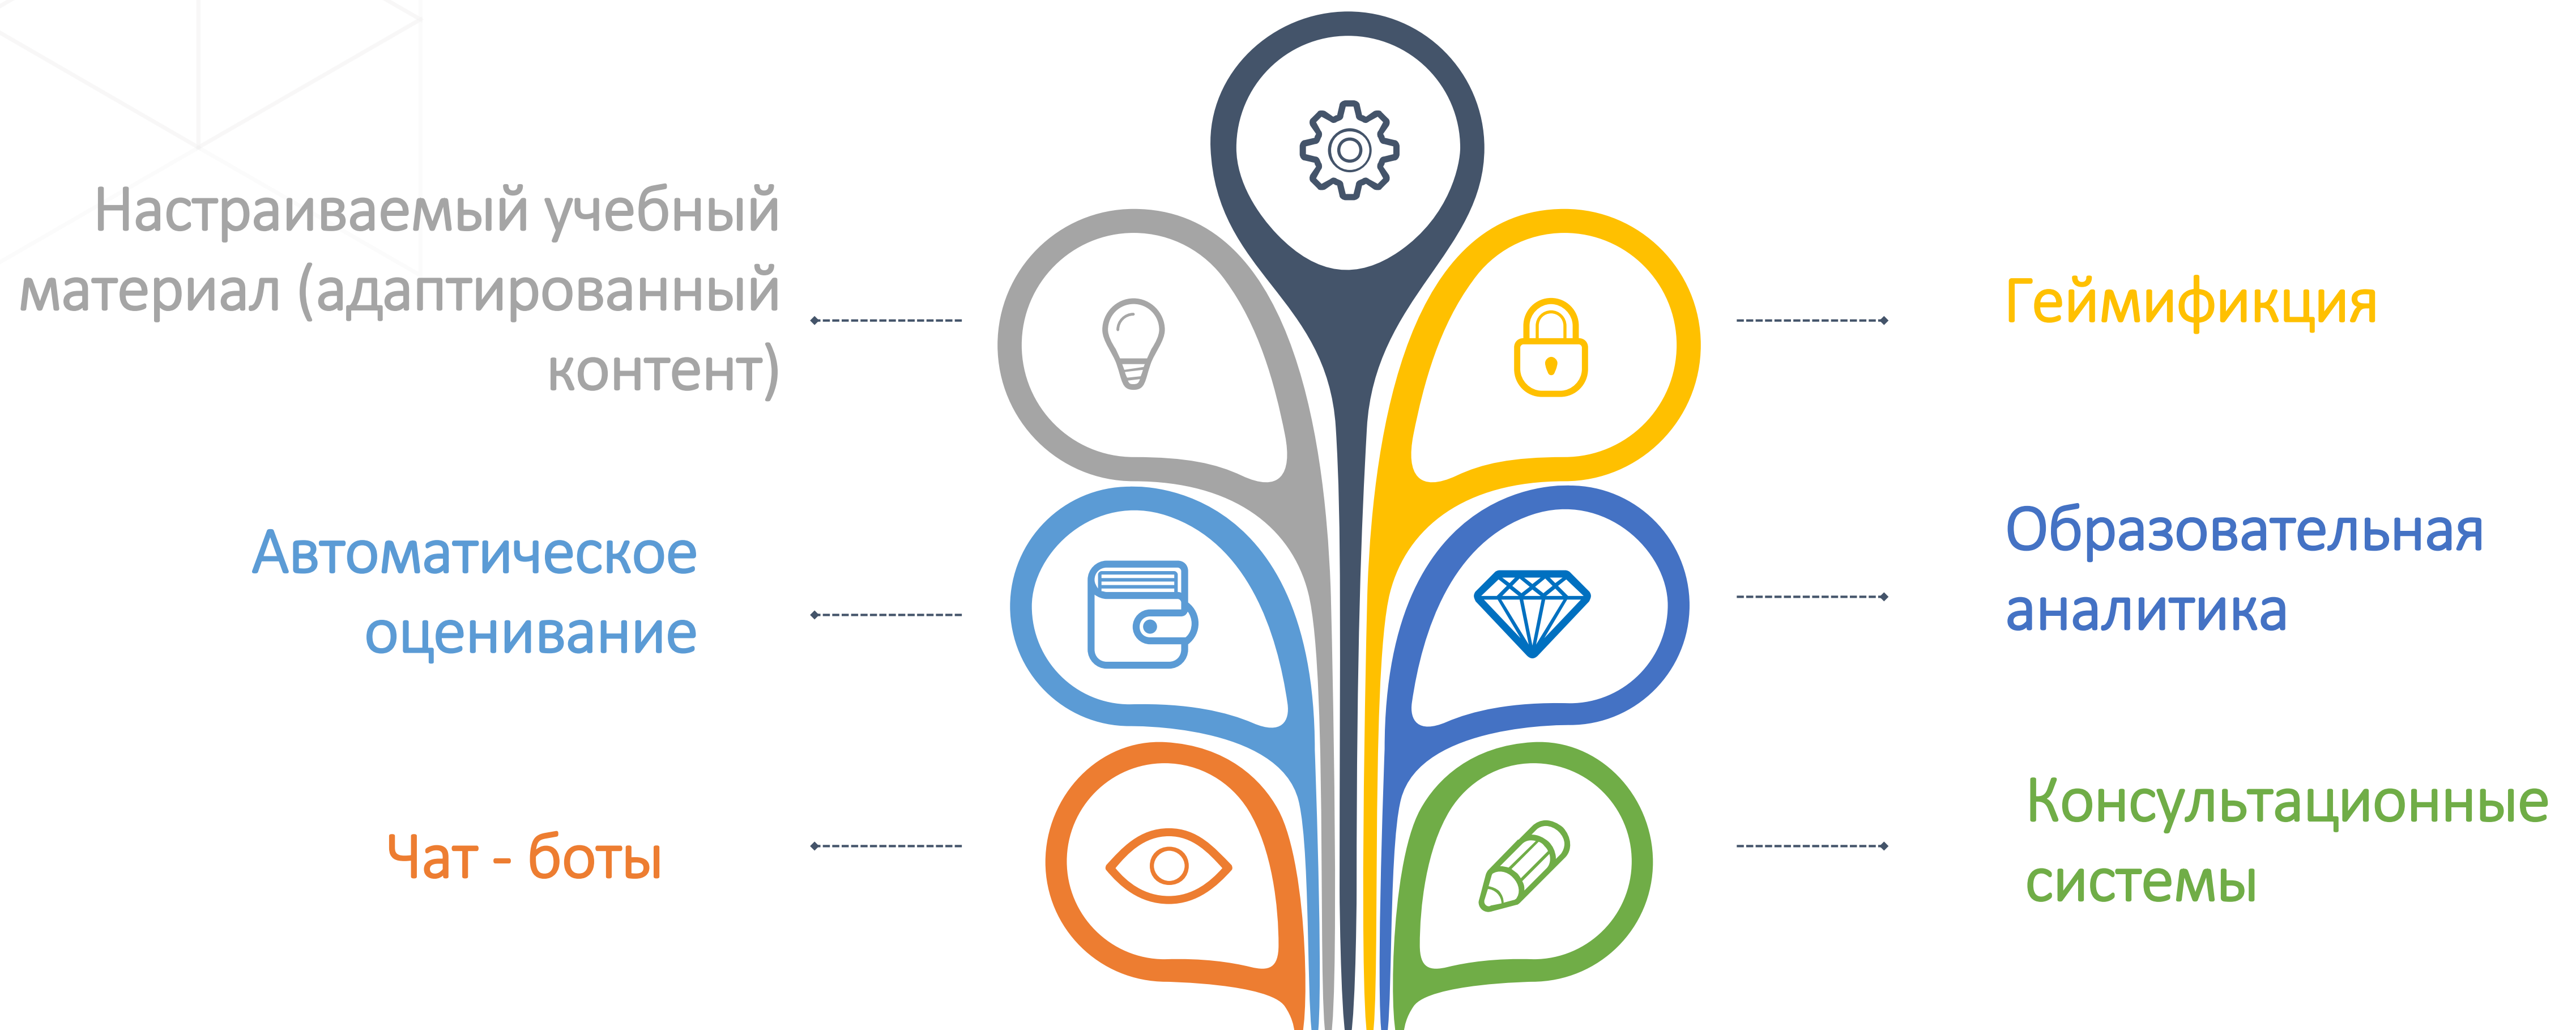 Настраиваемый учебный
материал (адаптированный
контент)
Автоматическое
оценивание
Чат - боты
Геймификция
Образовательная
аналитика
Консультационные
системы